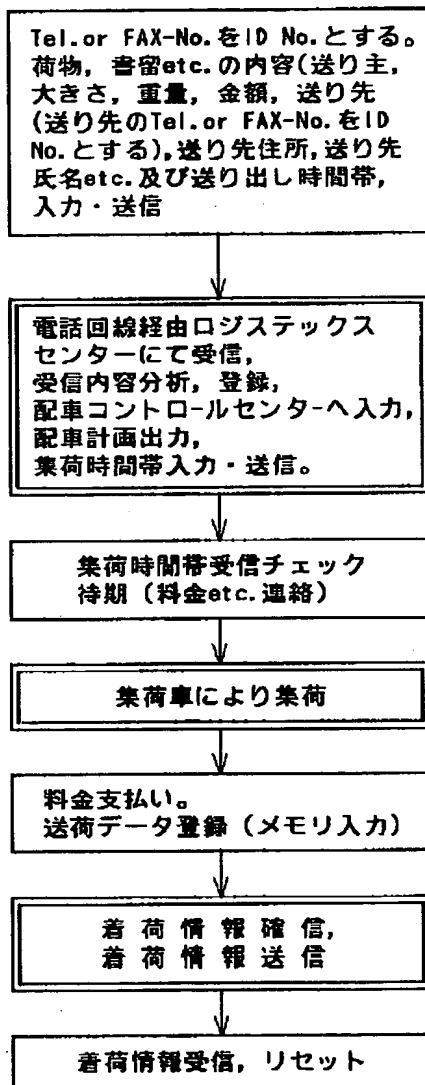 Tel.or FAX-No.をID No.とする。
荷物，書留etc.の内容(送り主，
大きさ，重量，金額，送り先
(送り先のTel.or FAX-No.をID
No.とする),送り先住所,送り先
氏名etc.及び送り出し時間帯，
入力・送信
電話回線経由ロジステックス
センターにて受信，
受信内容分析，登録，
配車コントロールセンターへ入力，
配車計画出力，
集荷時間帯入力・送信。
集荷時間帯受信チェック
待期（料金etc.連絡）
集荷車により集荷
料金支払い。
送荷データ登録（メモリ入力）
着荷情報確信，
着荷情報送信
着荷情報受信，リセット